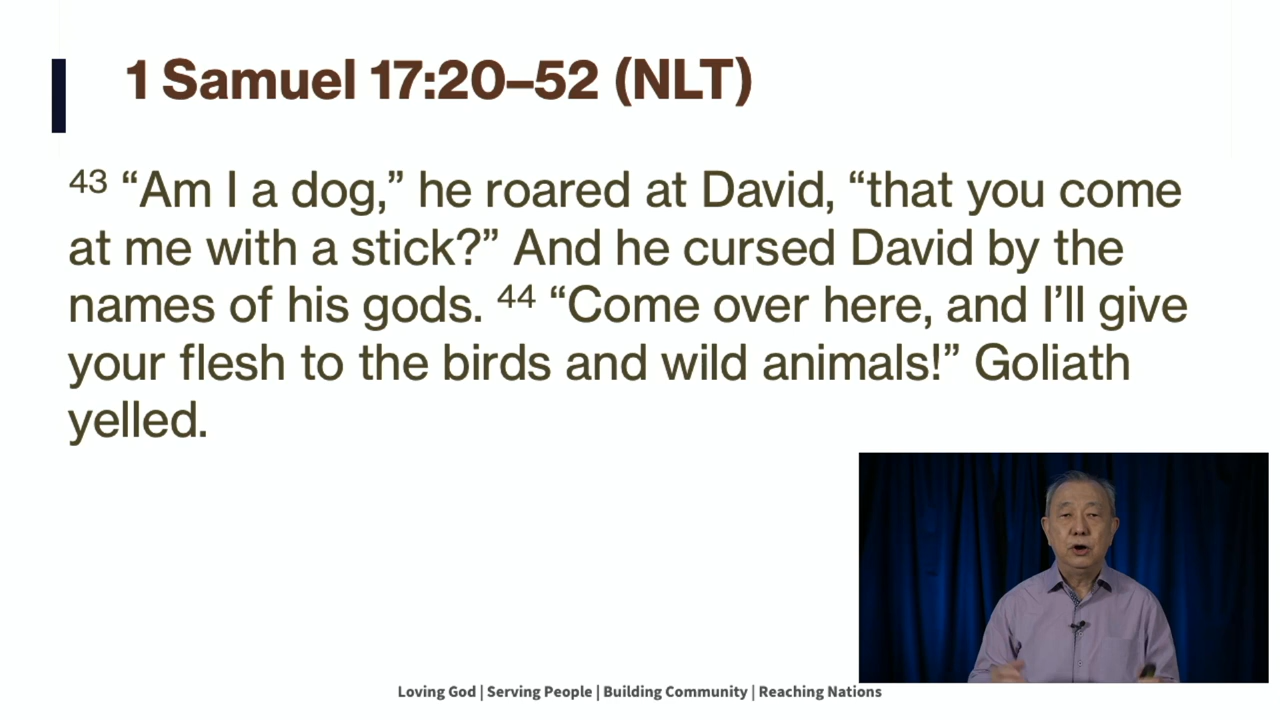 1 Samuel 17:20–52 (NLT)
43 “Am I a dog,” he roared at David, “that you come
at me with a stick?” And he cursed David by the
names of his gods. 44 “Come over here, and I’ll give
your flesh to the birds and wild animals!” Goliath
yelled.
Loving God | Serving People | Building Community | Reaching Nations